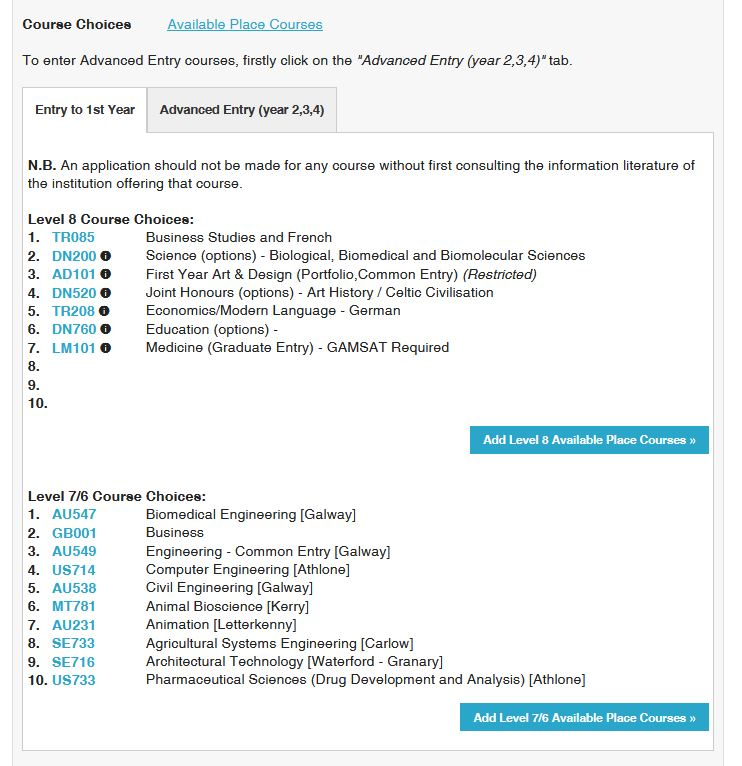 Course Choices Available Place Courses
To enter Advanced Entry courses, firstly click on the "Advanced Entry (year 2,3,4)" tab.
Entry to 1st Year Advanced Entry (year 2,3,4)
N.B. An application should not be made for any course without first consulting the information literature of
the institution offering that course.
Level 8 Course Choices:
1. TR085 Business Studies and French
2. DN200 Science (options) - Biological, Biomedical and Biomolecular Sciences
3. AD101 First Year Art & Design (Portfolio,Common Entry) (Restricted)
4. DN520 Joint Honours (options) - Art History / Celtic Civilisation
5. TR208 Economics/Modern Language - German
6. DN760 Education (options) -
7. LM101 Medicine (Graduate Entry) - GAMSAT Required
8.
9.
10.
Add Level 8 Available Place Courses »
Level 7/6 Course Choices:
1. AU547 Biomedical Engineering [Galway]
2. GB001 Business
3. AU549 Engineering - Common Entry [Galway]
4. US714 Computer Engineering [Athlone]
5. AU538 Civil Engineering [Galway]
6. MT781 Animal Bioscience [Kerry]
7. AU231 Animation [Letterkenny]
8. SE733 Agricultural Systems Engineering [Carlow]
9. SE716 Architectural Technology [Waterford - Granary]
10. US733 Pharmaceutical Sciences (Drug Development and Analysis) [Athlone]
Add Level 7/6 Available Place Courses »